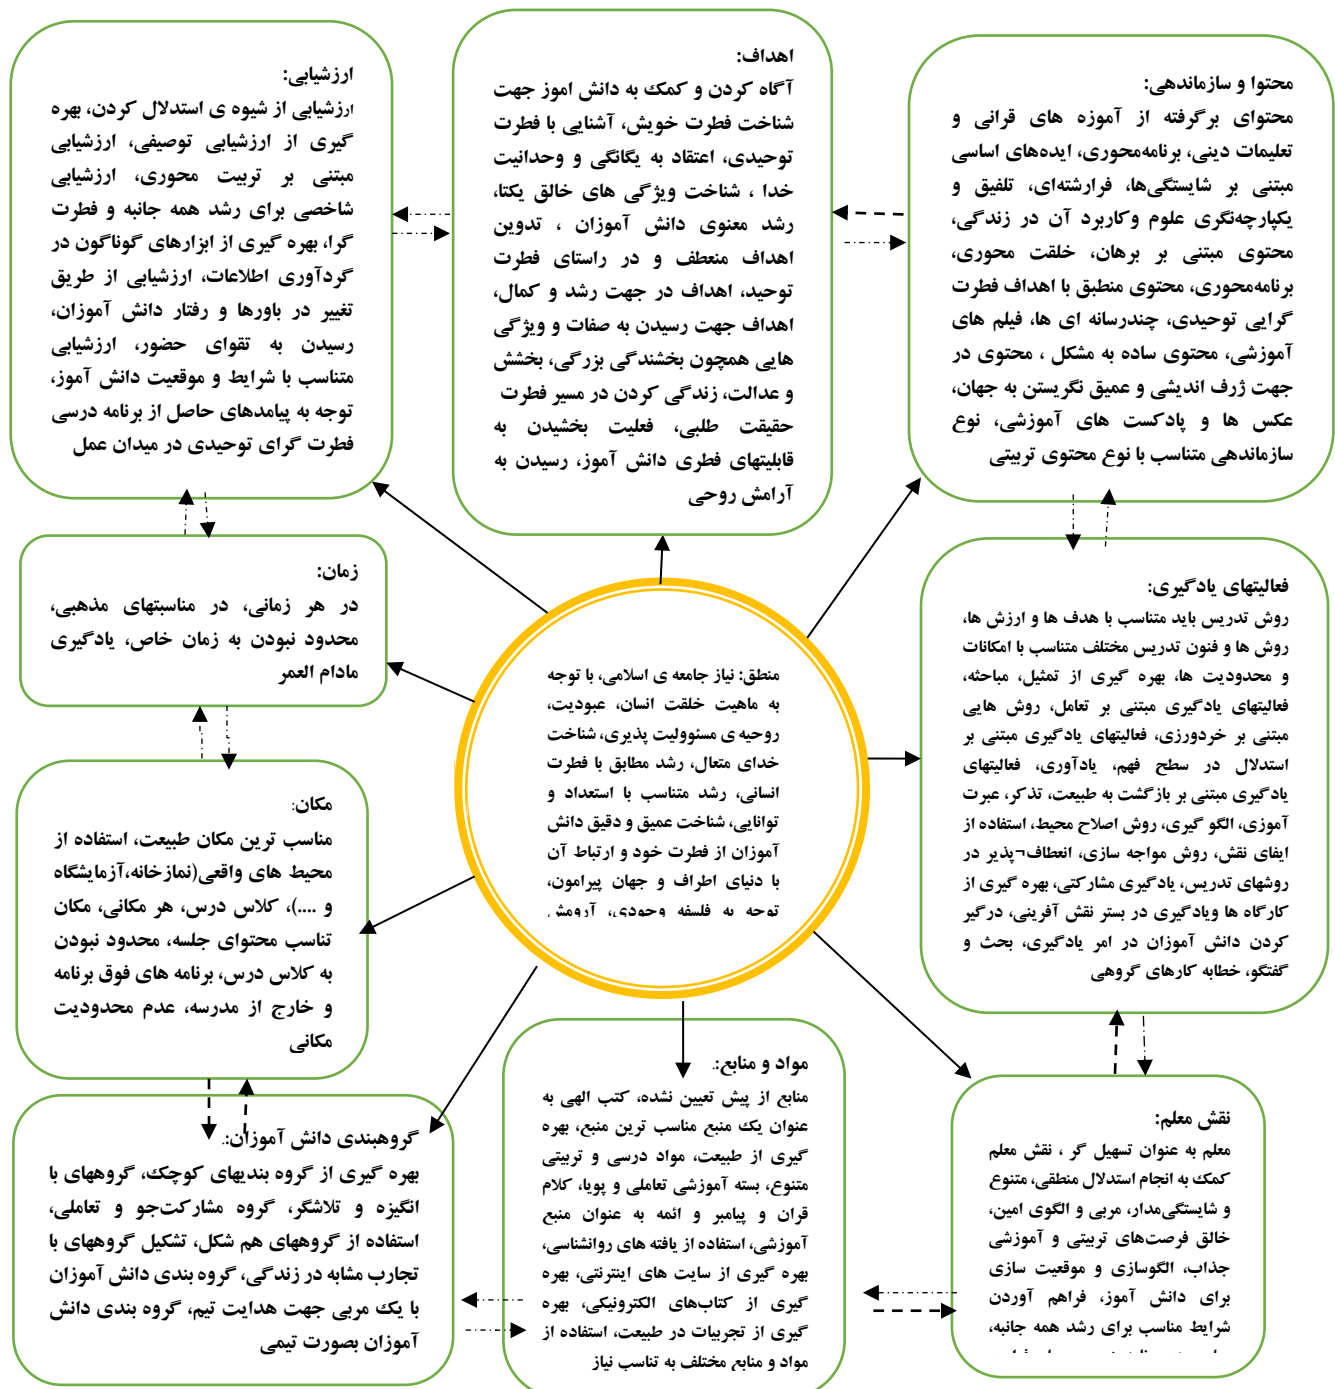 محتوا و سازماندهی:
محتوای برگرفته از آموزه های قرانی و
تعلیمات دینی، برنامه‌محوری، ایده‌های اساسی
مبتنی بر شایستگی‌ها، فرارشته‌ای، تلفیق و
یکپارچه‌نگری علوم وکاربرد آن در زندگی،
محتوی مبتنی بر برهان، خلقت محوری،
برنامه‌محوری، محتوی منطبق با اهداف فطرت
گرایی توحیدی، چندرسانه ای ها، فیلم های
آموزشی، محتوی ساده به مشکل ، محتوی در
جهت ژرف اندیشی و عمیق نگریستن به جهان،
عکس ها و پادکست های آموزشی، نوع
سازماندهی متناسب با نوع محتوی تربیتی
اهداف:
آگاه کردن و کمک به دانش اموز جهت
شناخت فطرت خویش، آشنایی با فطرت
توحیدی، اعتقاد به یگانگی و وحدانیت
خدا ، شناخت ویژگی های خالق یکتا،
رشد معنوی دانش آموزان ، تدوین
اهداف منعطف و در راستای فطرت
توحید، اهداف در جهت رشد و کمال،
اهداف جهت رسیدن به صفات و ویژگی
هایی همچون بخشندگی بزرگی، بخشش
و عدالت، زندگی کردن در مسیر فطرت
حقیقت طلبی، فعلیت بخشیدن به
قابلیتهای فطری دانش آموز، رسیدن به
آرامش روحی
ارزشیابی:
ارزشیابی از شیوه ی استدلال کردن، بهره
گیری از ارزشیابی توصیفی، ارزشیابی
مبتنی بر تربیت محوری، ارزشیابی
شاخصی برای رشد همه جانبه و فطرت
گرا، بهره گیری از ابزارهای گوناگون در
گردآوری اطلاعات، ارزشیابی از طریق
تغییر در باورها و رفتار دانش آموزان،
رسیدن به تقوای حضور، ارزشیابی
متناسب با شرایط و موقعیت دانش آموز،
توجه به پیامدهای حاصل از برنامه درسی
فطرت گرای توحیدی در میدان عمل
زمان:
در هر زمانی، در مناسبتهای مذهبی،
محدود نبودن به زمان خاص، یادگیری
مادام العمر
فعالیتهای یادگیری:
روش تدریس باید متناسب با هدف ها و ارزش ها،
روش ها و فنون تدریس مختلف متناسب با امکانات
و محدودیت ها، بهره گیری از تمثیل، مباحثه،
فعالیتهای یادگیری مبتنی بر تعامل، روش هایی
مبتنی بر خردورزی، فعالیتهای یادگیری مبتنی بر
استدلال در سطح فهم، یادآوری، فعالیتهای
یادگیری مبتنی بر بازگشت به طبیعت، تذکر، عبرت
آموزی، الگو گیری، روش اصلاح محیط، استفاده از
ایفای نقش، روش مواجه سازی، انعطاف¬پذیر در
روشهای تدریس، یادگیری مشارکتی، بهره گیری از
کارگاه ها ویادگیری در بستر نقش آفرینی، درگیر
کردن دانش آموزان در امر یادگیری، بحث و
گفتگو، خطابه کارهای گروهی
منطق: نیاز جامعه ی اسلامی، با توجه
به ماهیت خلقت انسان، عبودیت،
روحیه ی مسئوولیت پذیری، شناخت
خدای متعال، رشد مطابق با فطرت
انسانی، رشد متناسب با استعداد و
توانایی، شناخت عمیق و دقیق دانش
آموزان از فطرت خود و ارتباط آن
با دنیای اطراف و جهان پیرامون،
توجه به فلسفه وجودی، آرومش
مکان:
مناسب ترین مکان طبیعت، استفاده از
محیط های واقعی(نمازخانه،آزمایشگاه
و ....)، کلاس درس، هر مکانی، مکان
تناسب محتوای جلسه، محدود نبودن
به کلاس درس، برنامه های فوق برنامه
و خارج از مدرسه، عدم محدودیت
مکانی
نقش معلم:
معلم به عنوان تسهیل گر ، نقش معلم
کمک به انجام استدلال منطقی، متنوع
و شایستگی‌مدار، مربی و الگوی امین،
خالق فرصت‌های تربیتی و آموزشی
جذاب، الگوسازی و موقعیت سازی
برای دانش آموز، فراهم آوردن
شرایط مناسب برای رشد همه جانبه،
مواد و منابع:.
منابع از پیش تعیین نشده، کتب الهی به
عنوان یک منبع مناسب ترین منبع، بهره
گیری از طبیعت، مواد درسی و تربیتی
متنوع، بسته آموزشی تعاملی و پویا، کلام
قران و پیامبر و ائمه به عنوان منبع
آموزشی، استفاده از یافته های روانشناسی،
بهره گیری از سایت های اینترنتی، بهره
گیری از کتاب‌های الکترونیکی، بهره
گیری از تجربیات در طبیعت، استفاده از
مواد و منابع مختلف به تناسب نیاز
گروهبندی دانش آموزان:.
بهره گیری از گروه بندیهای کوچک، گروههای با
انگیزه و تلاشگر، گروه مشارکت‌جو و تعاملی،
استفاده از گروههای هم شکل، تشکیل گروههای با
تجارب مشابه در زندگی، گروه بندی دانش آموزان
با یک مربی جهت هدایت تیم، گروه بندی دانش
آموزان بصورت تیمی